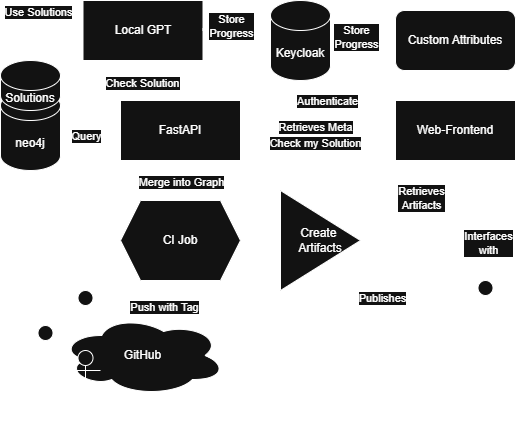 Use Solutions
Local GPT
Store
Progress
Keycloak
Store
Progress
Custom Attributes
Check Solution
Solutions
neo4j
Query
FastAPI
Authenticate
Retrieves Meta
Check my Solution
Web-Frontend
Merge into Graph
Retrieves
Artifacts
CI Job
Create
Artifacts
Interfaces
with
Push with Tag
Publishes
GitHub